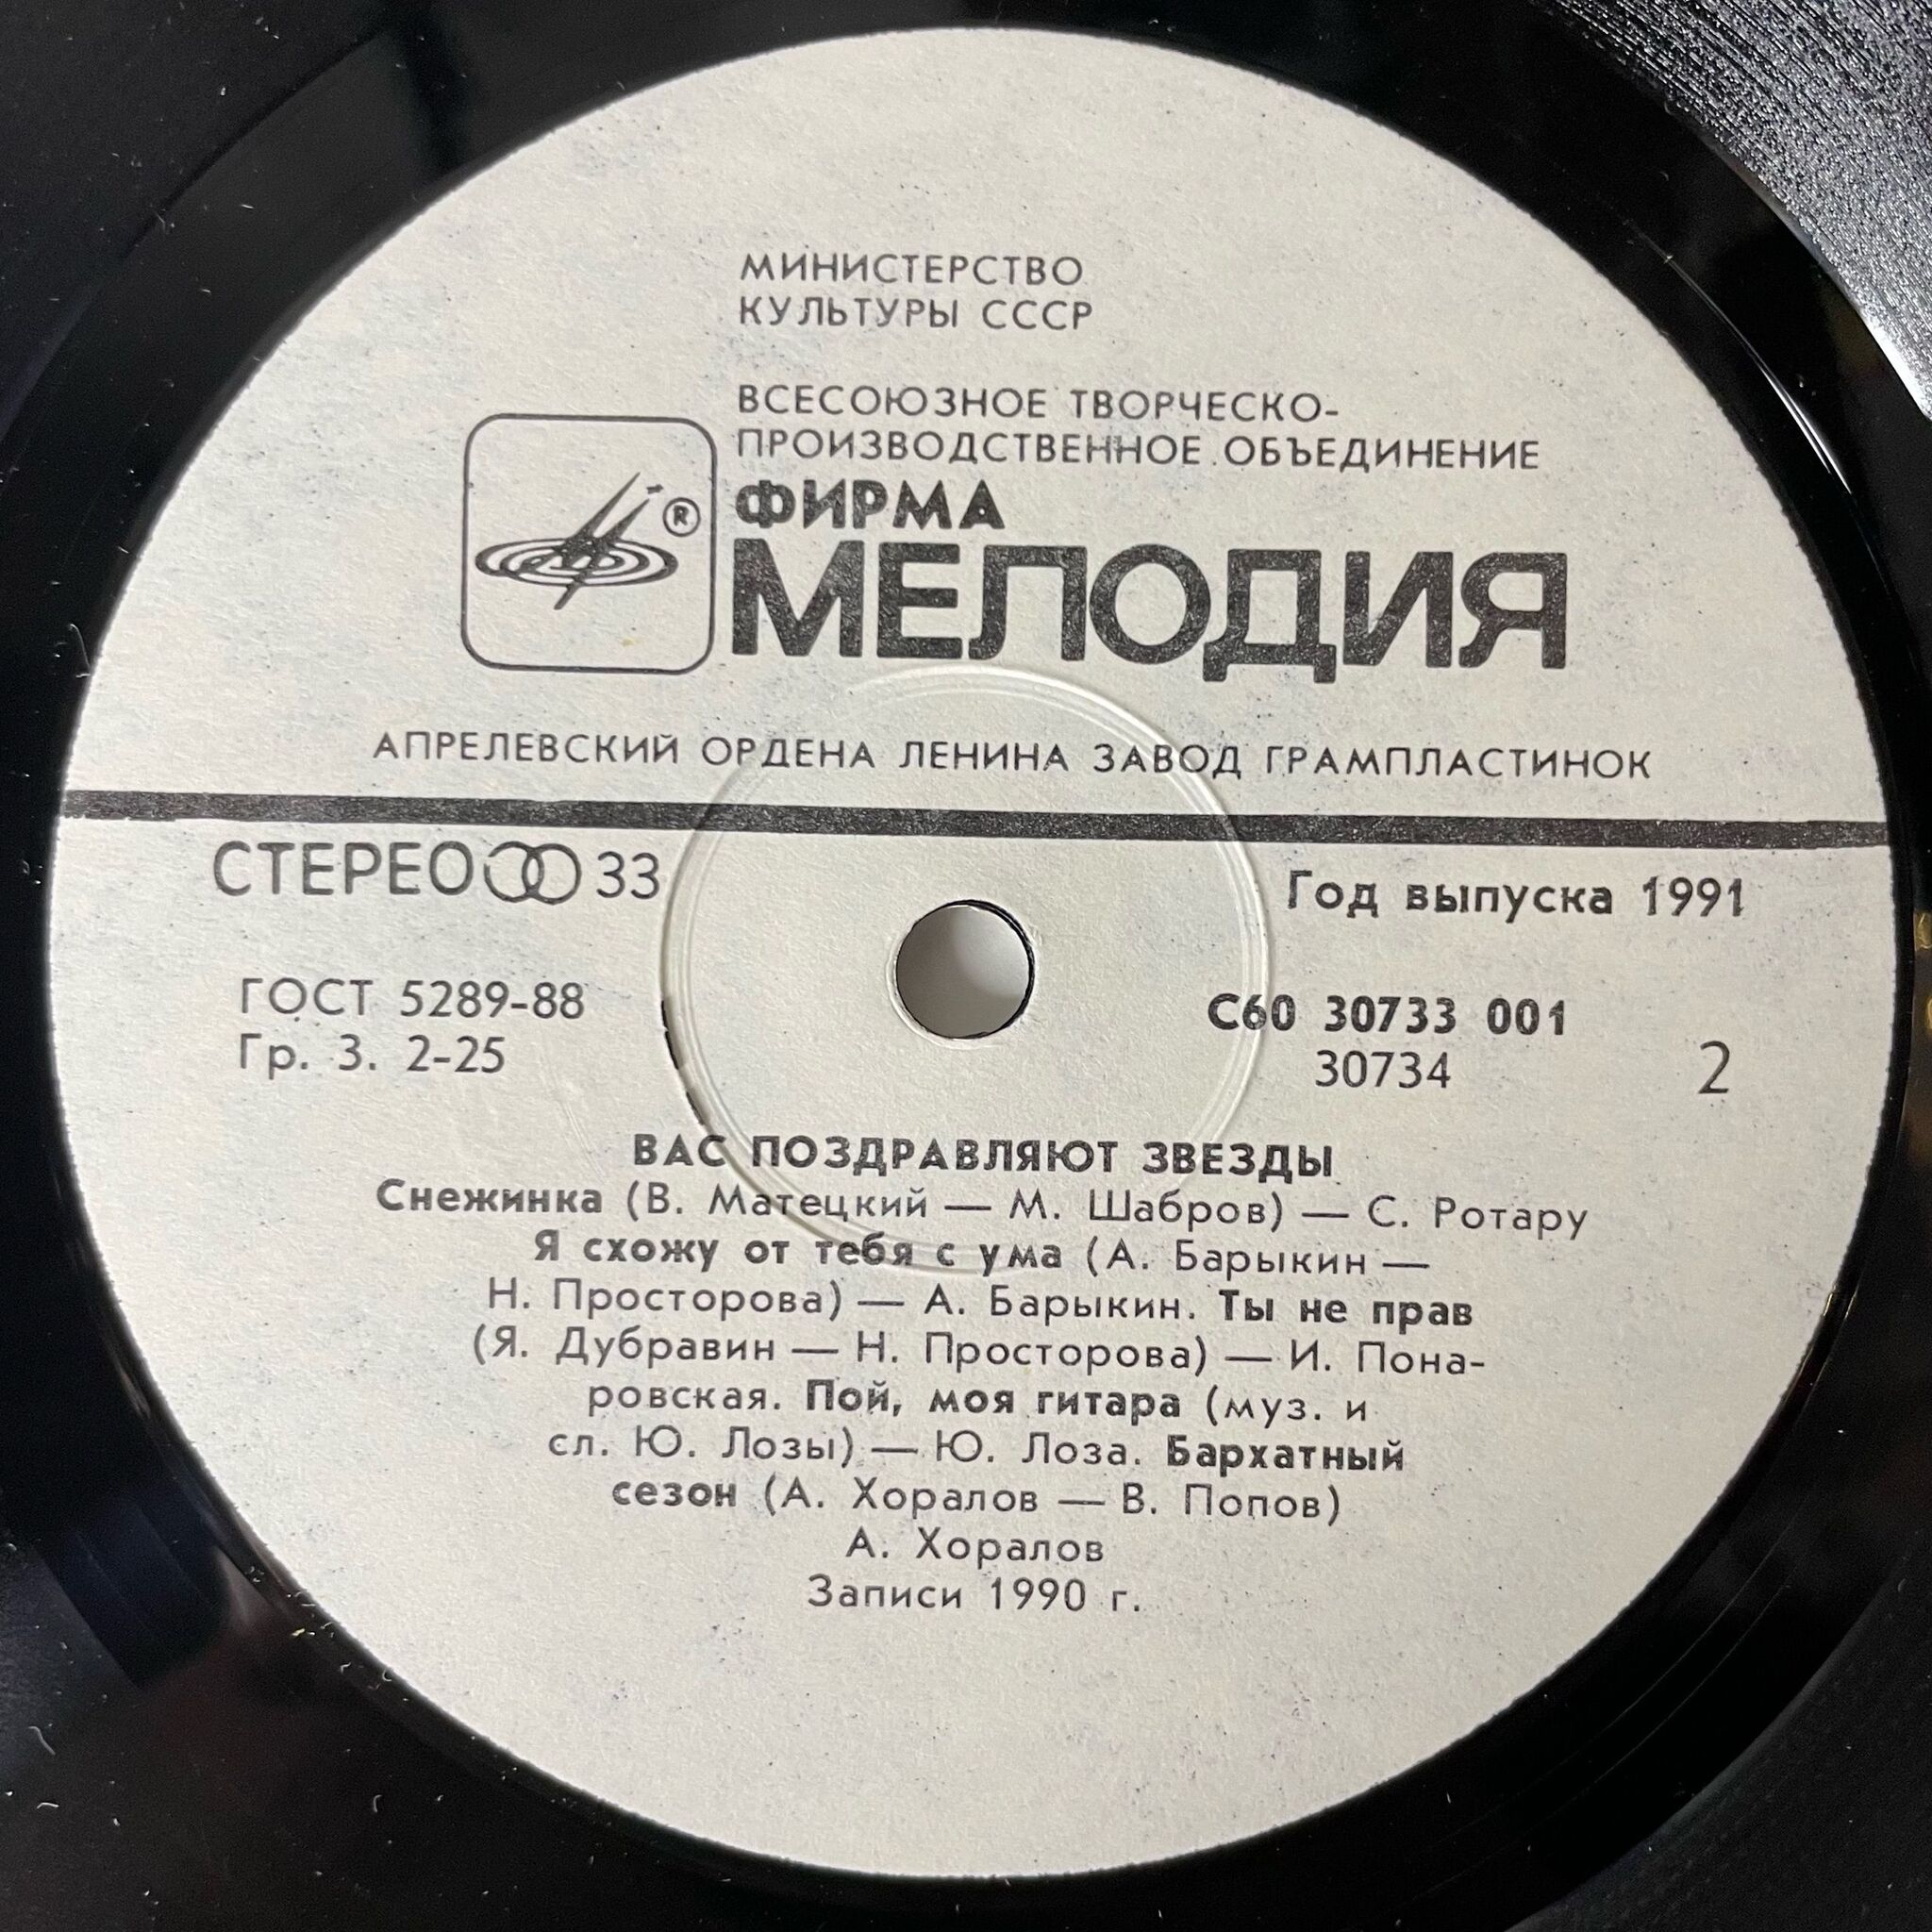 МИНИСТЕРСТВО
КУЛЬТУРЫ СССР
ВСЕСОЮЗНОЕ ТВОРЧЕСКО-
ПРОИЗВОДСТВЕННОЕ ОБЪЕДИНЕНИЕ
®
ФИРМА
МЕЛОДИЯ
АПРЕЛЕВСКИЙ ОРДЕНА ЛЕНИНА ЗАВОД ГРАМПЛАСТИНОК
СТЕРЕО 33
Год выпуска 1991
ГОСТ 5289-88
Гр. 3. 2-25
С60 30733 001
30734
2
ВАС ПОЗДРАВЛЯЮТ ЗВЕЗДЫ
Снежинка (В. Матецкий — М. Шабров) — С. Ротару
Я схожу от тебя с ума (А. Барыкин —
Н. Просторова) — А. Барыкин. Ты не прав
(Я. Дубравин — Н. Просторова) — И. Пона-
ровская. Пой, моя гитара (муз. и
сл. Ю. Лозы) — Ю. Лоза. Бархатный
сезон (А. Хоралов — В. Попов)
А. Хоралов
Записи 1990 г.